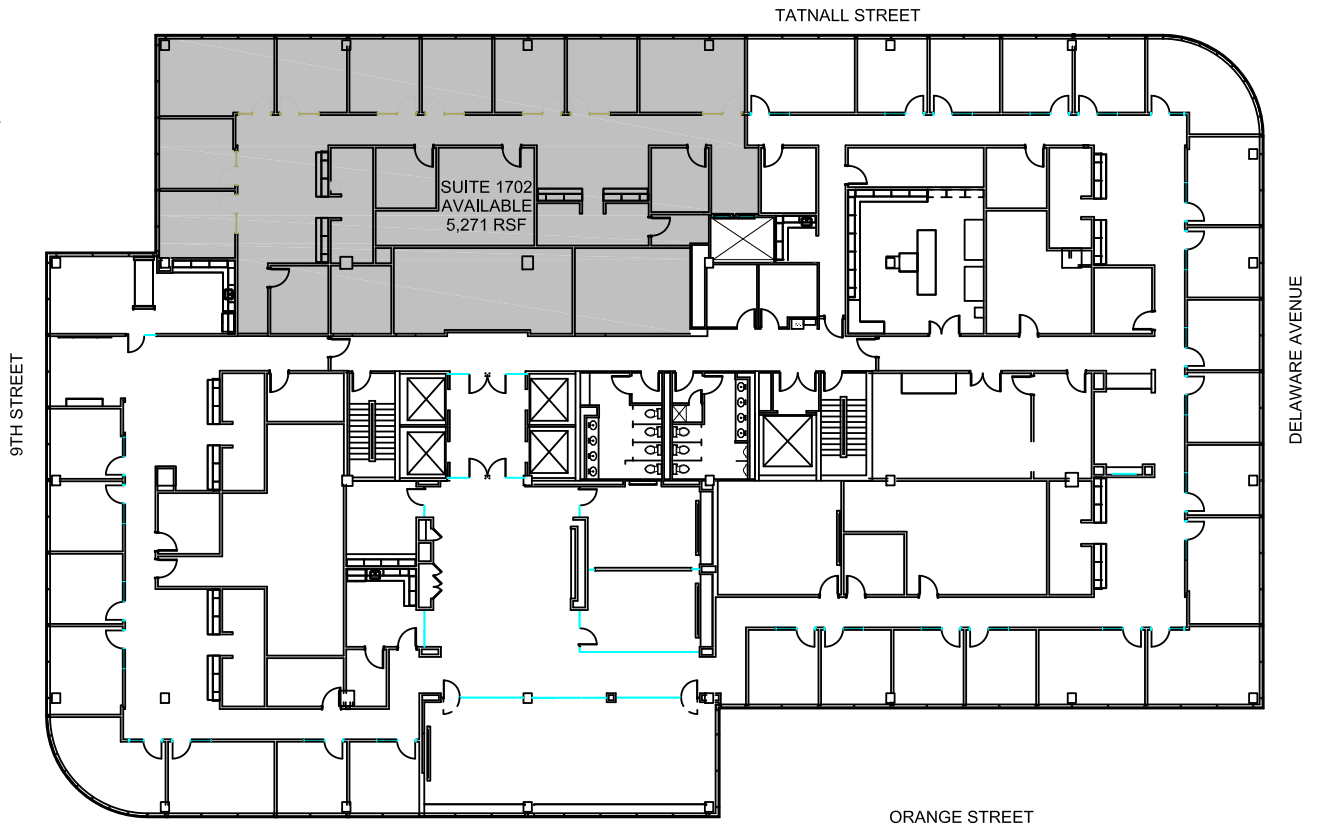 TATNALL STREET
SUITE 1702
AVAILABLE
5,271 RSF
9TH STREET
DELAWARE AVENUE
ORANGE STREET